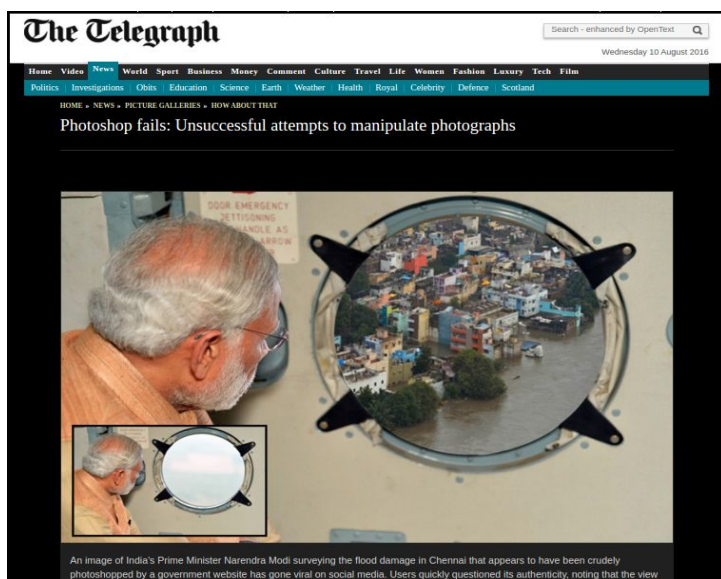 The Telegraph
Search - enhanced by OpenText
Wednesday 10 August 2016
Home Video News World Sport Business Money Comment Culture Travel Life Women Fashion Luxury Tech Film
Politics Investigations Obits Education Science Earth Weather Health Royal Celebrity Defence Scotland
HOME » NEWS » PICTURE GALLERIES » HOW ABOUT THAT
Photoshop fails: Unsuccessful attempts to manipulate photographs
DOOR EMERGENCY
JETTISONING
HANDLE AS
ARROW
An image of India's Prime Minister Narendra Modi surveying the flood damage in Chennai that appears to have been crudely
photoshopped by a government website has gone viral on social media. Users quickly questioned its authenticity, noting that the view